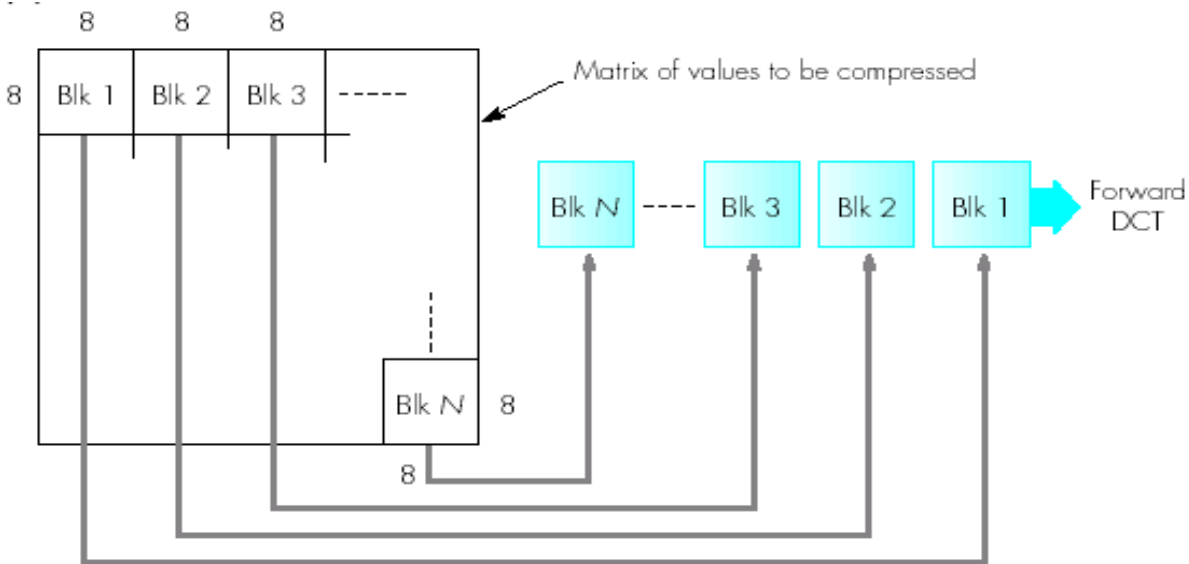 8 8 8
8 Blk 1 Blk 2 Blk 3
Matrix of values to be compressed
Blk N Blk 3 Blk 2 Blk 1
Forward
DCT
Blk N 8
8